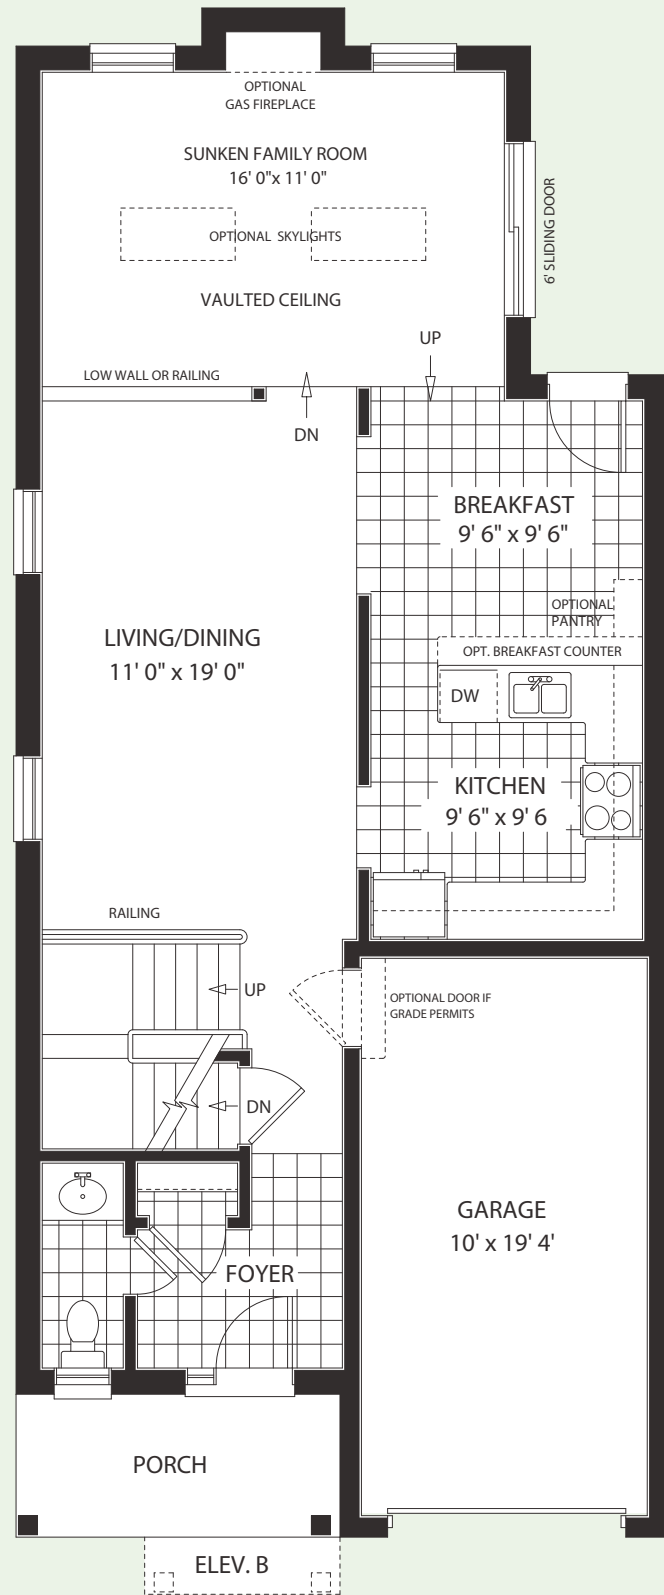 OPTIONAL
GAS FIREPLACE
SUNKEN FAMILY ROOM
16' 0"x 11' 0"
6' SLIDING DOOR
OPTIONAL SKYLIGHTS
VAULTED CEILING
UP
LOW WALL OR RAILING
DN
BREAKFAST
9' 6" x 9' 6"
OPTIONAL
PANTRY
LIVING/DINING
11' 0" x 19' 0"
OPT. BREAKFAST COUNTER
DW
KITCHEN
9' 6" x 9' 6
RAILING
UP
OPTIONAL DOOR IF
GRADE PERMITS
DN
GARAGE
10' x 19' 4'
FOYER
PORCH
ELEV. B